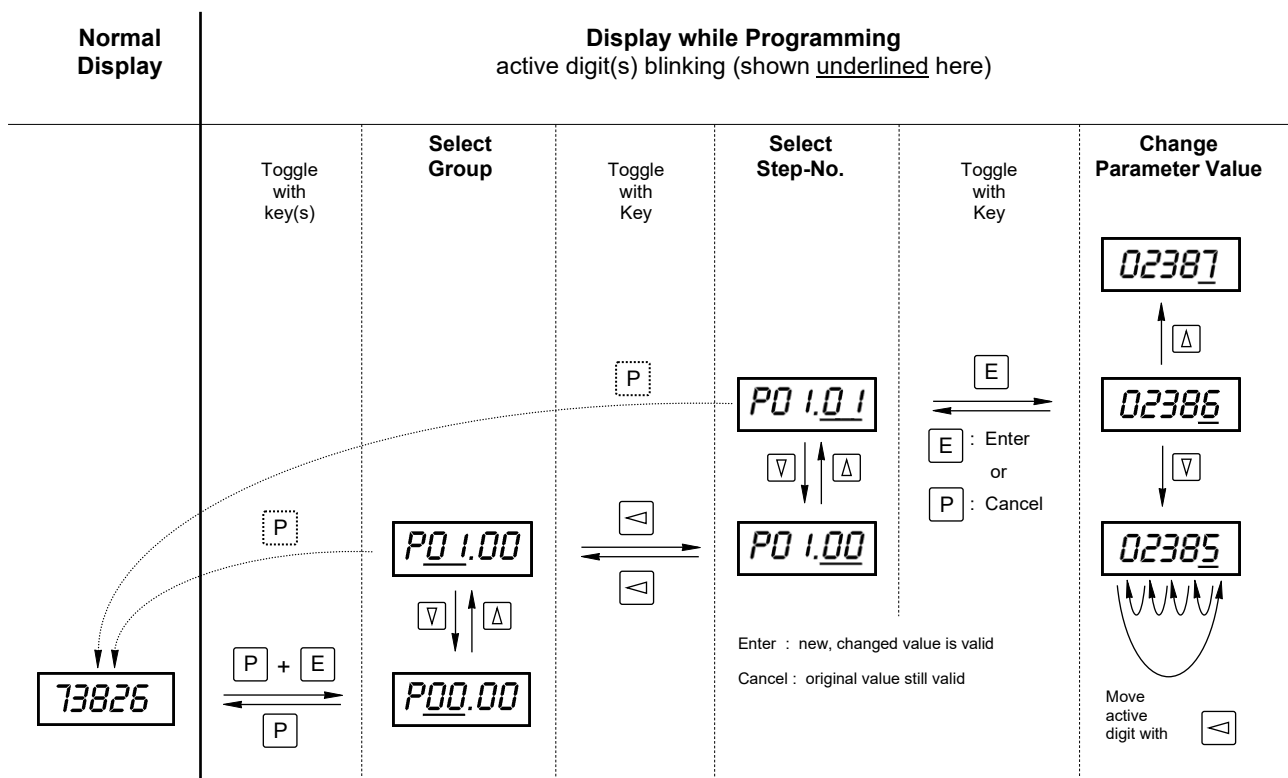 Normal
Display
Display while Programming
active digit(s) blinking (shown underlined here)
Toggle
with
key(s)
Select
Group
Toggle
with
Key
Select
Step-No.
Toggle
with
Key
Change
Parameter Value
02387
P
E
P01.01
02386
E : Enter
or
P : Cancel
P
P01.00
P01.00
02385
Enter : new, changed value is valid
Cancel : original value still valid
P + E
73826
P00.00
P
Move
active
digit with